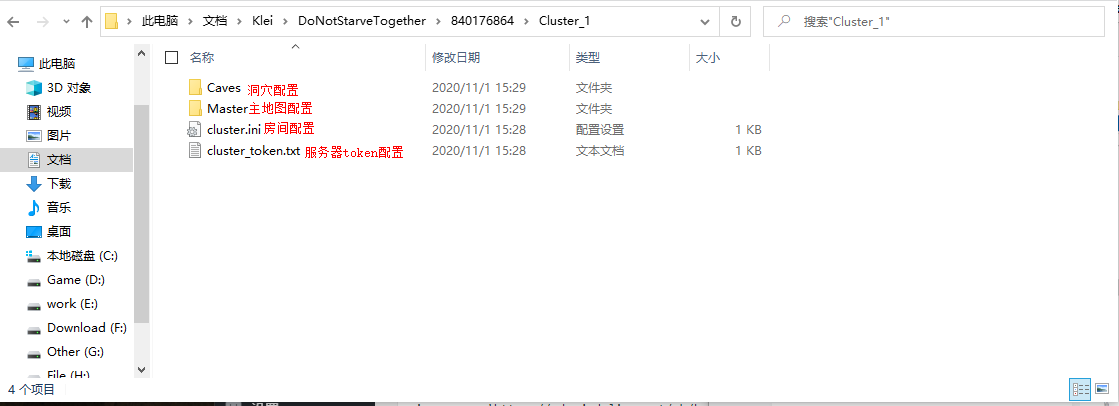 此电脑 › 文档 › Klei › DoNotStarveTogether › 840176864 › Cluster_1
搜索"Cluster_1"
名称 修改日期 类型 大小
此电脑
3D 对象
视频
图片
文档
下载
音乐
桌面
本地磁盘 (C:)
Game (D:)
work (E:)
Download (F:)
Other (G:)
File (H:)
Caves 洞穴配置 2020/11/1 15:29 文件夹
Master主地图配置 2020/11/1 15:29 文件夹
cluster.ini 房间配置 2020/11/1 15:28 配置设置 1 KB
cluster_token.txt 服务器token配置 2020/11/1 15:28 文本文档 1 KB
4 个项目